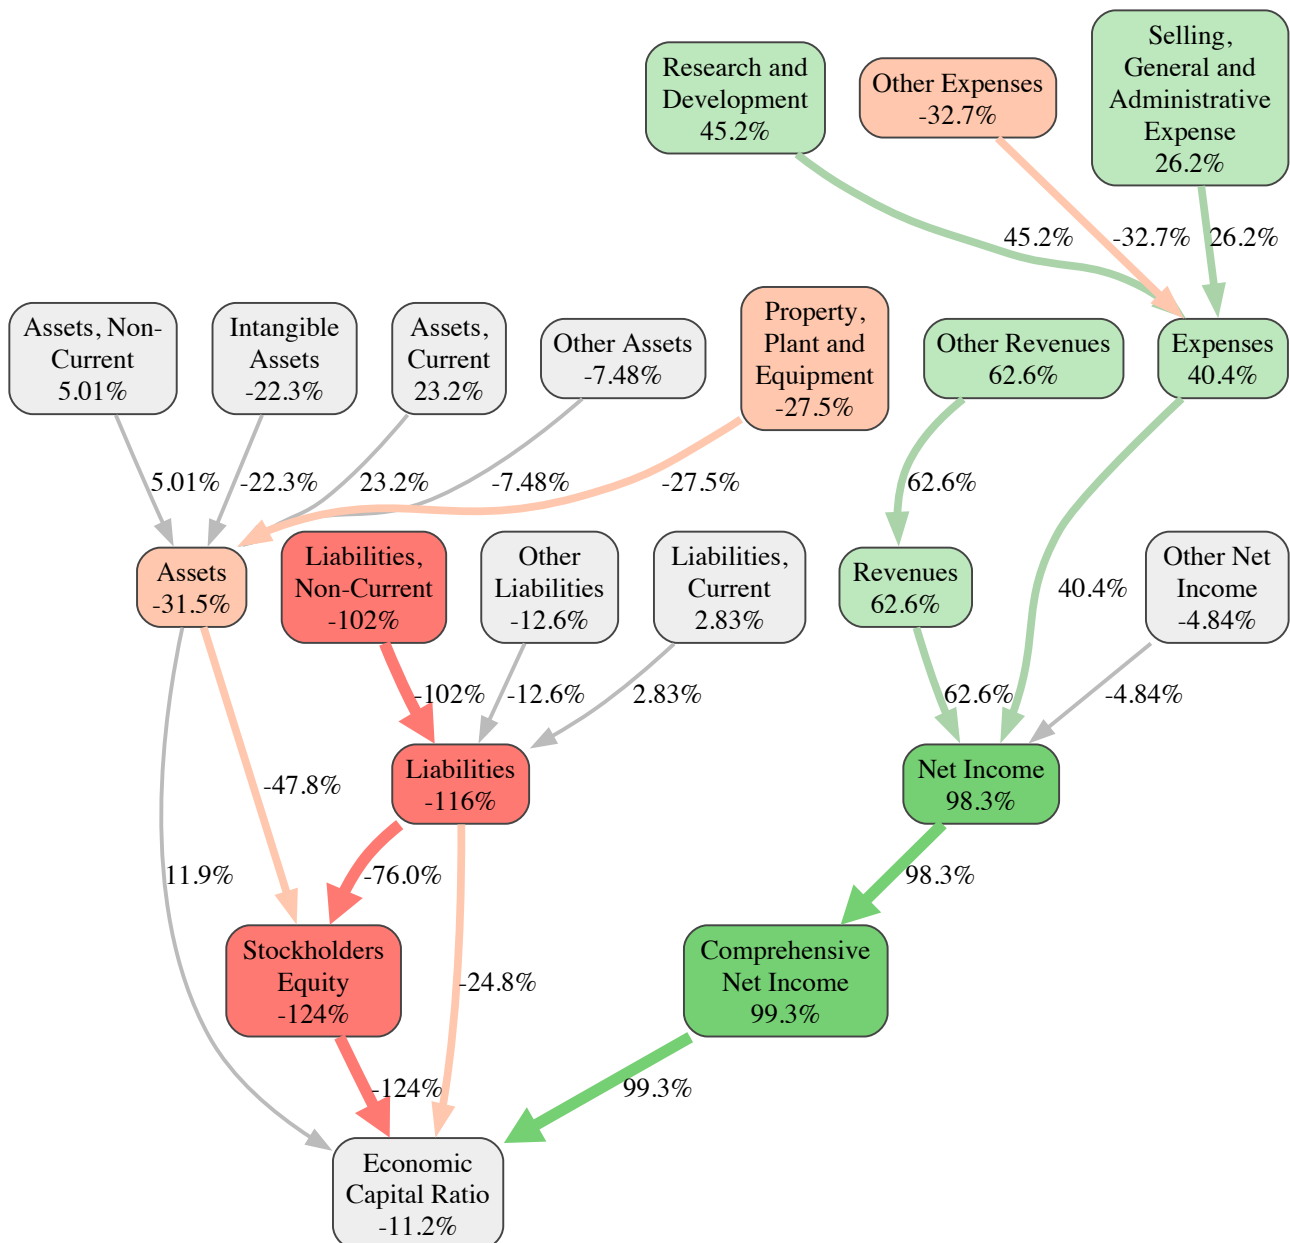 Research and
Development
45.2%
Other Expenses
-32.7%
Selling,
General and
Administrative
Expense
26.2%
45.2%
-32.7%
26.2%
Assets, Non-
Current
5.01%
Intangible
Assets
-22.3%
Assets,
Current
23.2%
Other Assets
-7.48%
Property,
Plant and
Equipment
-27.5%
Other Revenues
62.6%
Expenses
40.4%
5.01%
-22.3%
23.2%
-7.48%
-27.5%
62.6%
Assets
-31.5%
Liabilities,
Non-Current
-102%
Other
Liabilities
-12.6%
Liabilities,
Current
2.83%
Revenues
62.6%
40.4%
Other Net
Income
-4.84%
-102%
-12.6%
2.83%
62.6%
-4.84%
-47.8%
Liabilities
-116%
Net Income
98.3%
11.9%
-76.0%
98.3%
Stockholders
Equity
-124%
-24.8%
Comprehensive
Net Income
99.3%
-124%
99.3%
Economic
Capital Ratio
-11.2%